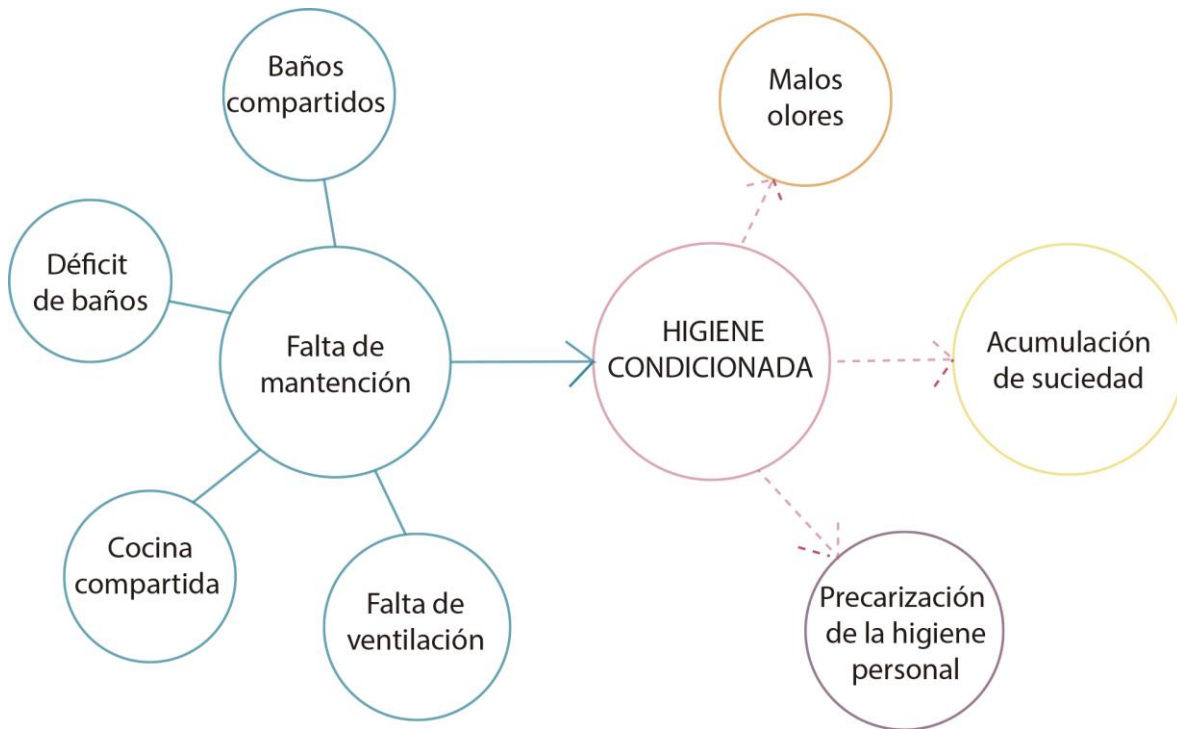 Baños
compartidos
Déficit
de baños
Falta de
mantención
Cocina
compartida
Falta de
ventilación
HIGIENE
CONDICIONADA
Malos
olores
Acumulación
de suciedad
Precarización
de la higiene
personal